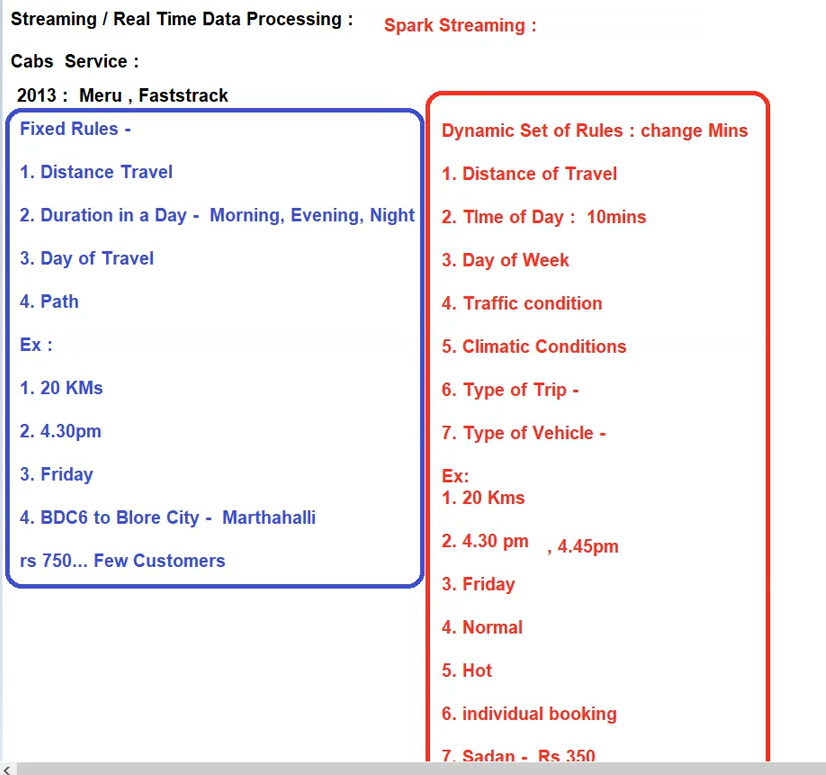 Streaming / Real Time Data Processing :
Spark Streaming :
Cabs Service :
2013 : Meru , Faststrack
Fixed Rules -
1. Distance Travel
2. Duration in a Day - Morning, Evening, Night
3. Day of Travel
4. Path
Ex :
1. 20 KMs
2. 4.30pm
3. Friday
4. BDC6 to Blore City - Marthahalli
rs 750... Few Customers
Dynamic Set of Rules : change Mins
1. Distance of Travel
2. TIme of Day : 10mins
3. Day of Week
4. Traffic condition
5. Climatic Conditions
6. Type of Trip -
7. Type of Vehicle -
Ex:
1. 20 Kms
2. 4.30 pm , 4.45pm
3. Friday
4. Normal
5. Hot
6. individual booking
7. Sadan - Rs 350